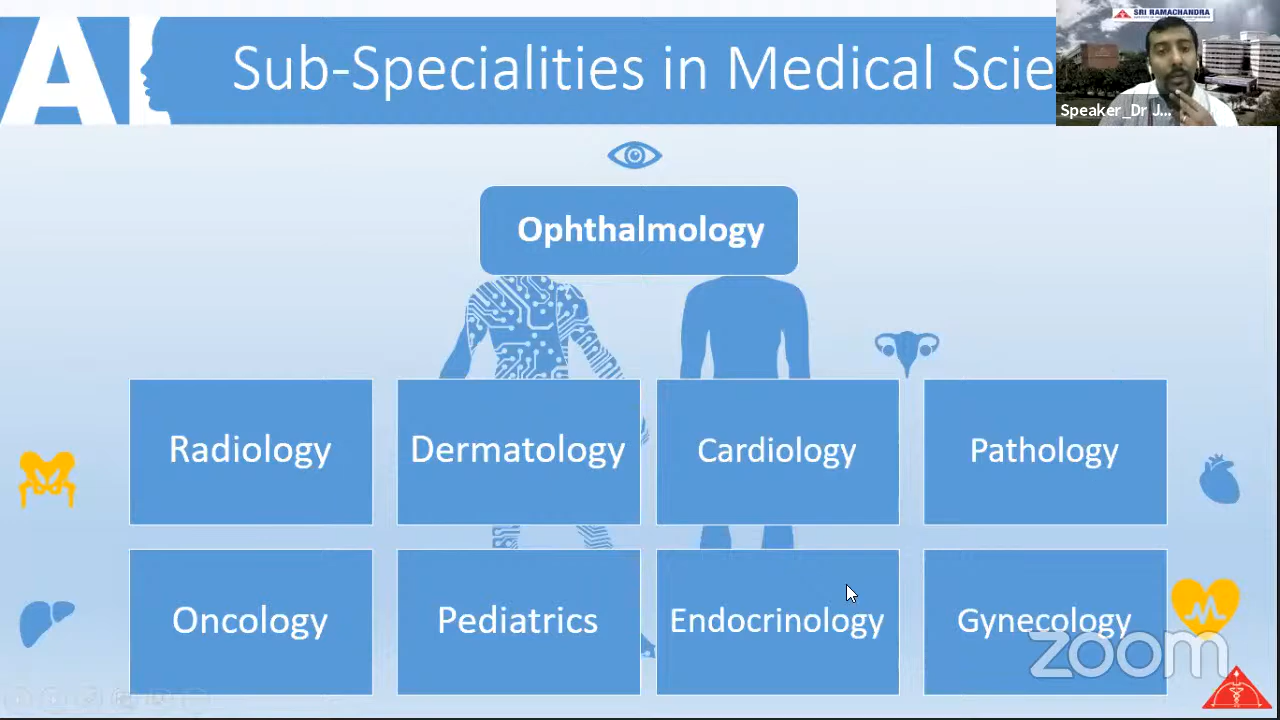 AI
Sub-Specialities in Medical Scie
SRI RAMACHANDRA
Speaker_Dr J...
Ophthalmology
Radiology
Dermatology
Cardiology
Pathology
Oncology
Pediatrics
Endocrinology
Gynecology
zoom